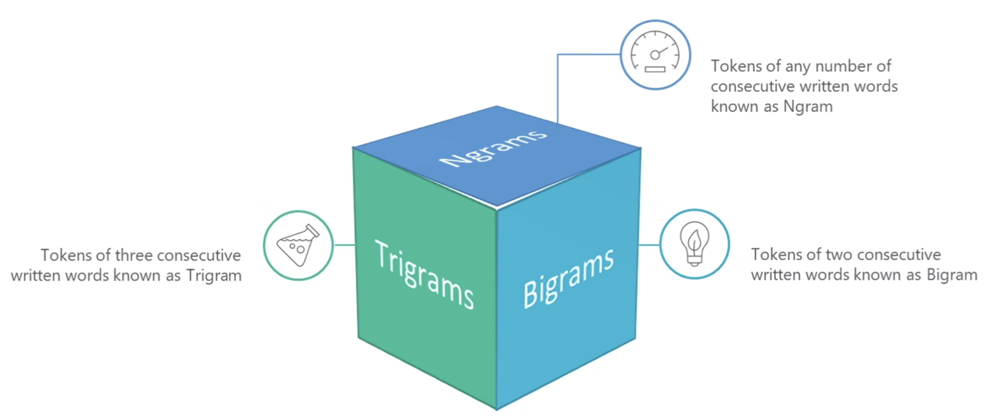 Tokens of any number of
consecutive written words
known as Ngram
Ngrams
Tokens of three consecutive
written words known as Trigram
Trigrams
Bigrams
Tokens of two consecutive
written words known as Bigram